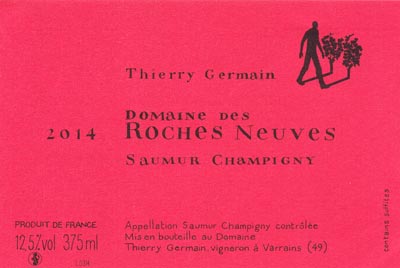 Thierry Germain
DOMAINE DES
2014 ROCHES NEUVES
SAUMUR CHAMPIGNY
PRODUIT DE FRANCE
12,5%vol 375ml
Appellation Saumur Champigny contrôlée
Mis en bouteille au Domaine
Thierry Germain, vigneron à Varrains (49)
contains sulfites